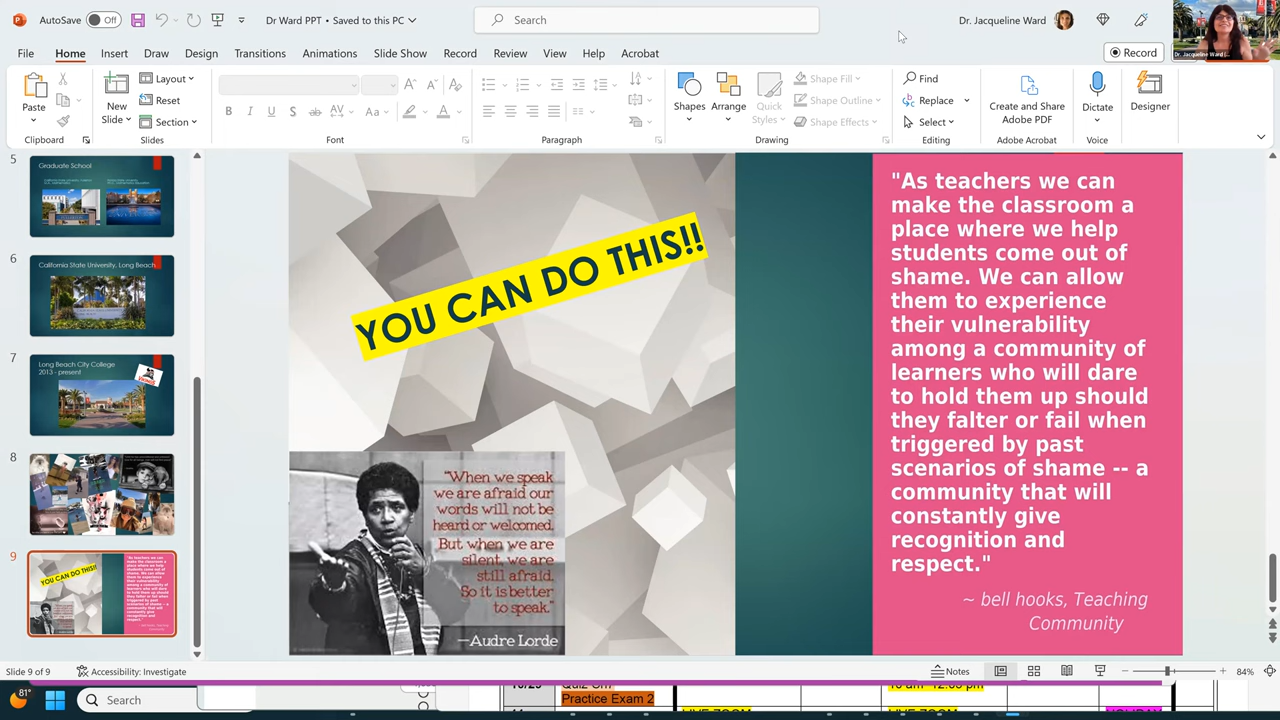 AutoSave Off
Dr Ward PPT • Saved to this PC
Search
Dr. Jacqueline Ward
File Home Insert Draw Design Transitions Animations Slide Show Record Review View Help Acrobat
Record
Paste
New Slide
Layout
Reset
Section
B I U S ab AV Aa A
Shapes
Arrange
Quick Styles
Shape Fill
Shape Outline
Shape Effects
Find
Replace
Select
Create and Share Adobe PDF
Dictate
Designer
Clipboard Slides Font Paragraph Drawing Editing Adobe Acrobat Voice
5
Graduate School
6
California State University, Long Beach
7
Long Beach City College
2013 - present
8
9
YOU CAN DO THIS!!
"When we speak
we are afraid our
words will not be
heard or welcomed.
But when we are
silent we are
still afraid.
So it is better
to speak."
—Audre Lorde
"As teachers we can
make the classroom a
place where we help
students come out of
shame. We can allow
them to experience
their vulnerability
among a community of
learners who will dare
to hold them up should
they falter or fail when
triggered by past
scenarios of shame -- a
community that will
constantly give
recognition and
respect."
~ bell hooks, Teaching
Community
Slide 9 of 9
Accessibility: Investigate
Notes
84%
81°
Search
Practice Exam 2
LIVE ZOOM
LIVE ZOOM
HOLIDAY